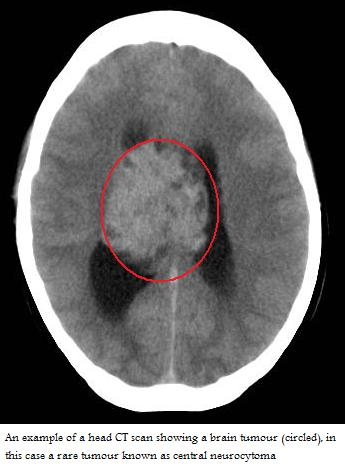 An example of a head CT scan showing a brain tumour (circled), in
this case a rare tumour known as central neurocytoma